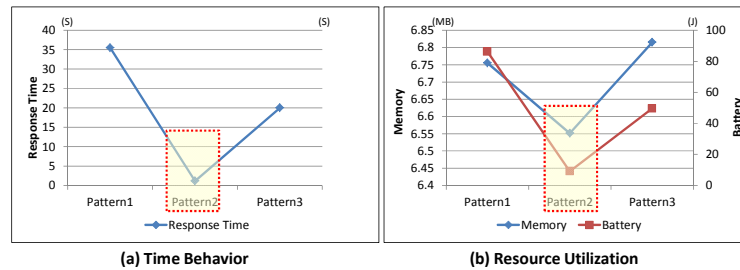 (S) (S)
40
35
30
25
20
15
10
5
0
Response Time
Pattern1 Pattern2 Pattern3
Response Time
(a) Time Behavior
(MB) (J)
6.85
6.8
6.75
6.7
6.65
6.6
6.55
6.5
6.45
6.4
Memory
100
80
60
40
20
0
Battery
Pattern1 Pattern2 Pattern3
Memory Battery
(b) Resource Utilization